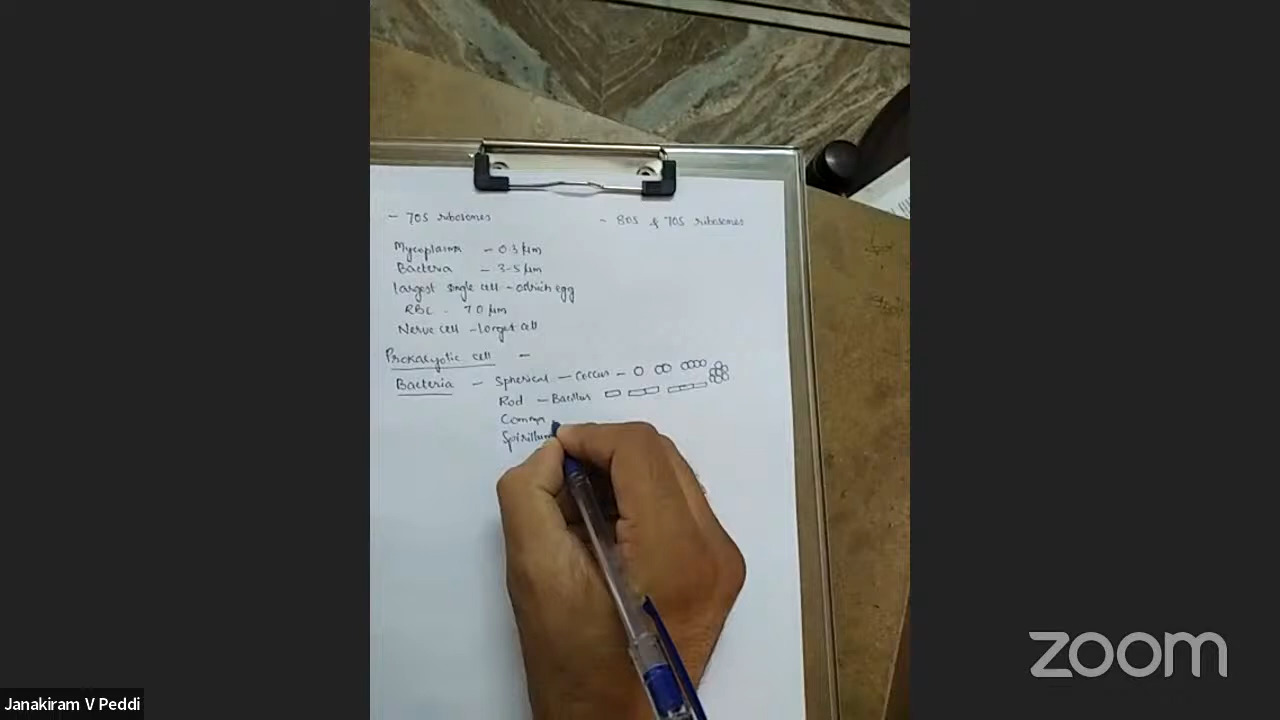 - 70S ribosomes - 80S & 70S ribosomes
Mycoplasma - 0.3 μm
Bacteria - 3-5 μm
largest single cell - ostrich egg
RBC - 7.0 μm
Nerve cell - longest cell
Prokaryotic cell -
Bacteria - Spherical - Coccus -
Rod - Bacillus
Comma
Spirillum
Janakiram V Peddi
zoom